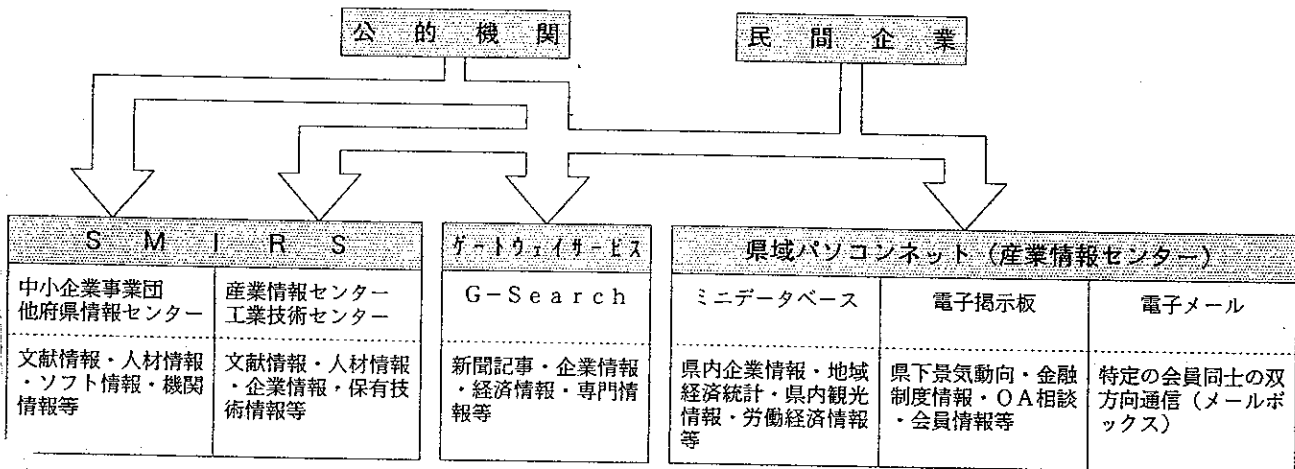 公的機関
民間企業
SMIRS
中小企業事業団
他府県情報センター
文献情報・人材情報
・ソフト情報・機関
情報等
産業情報センター
工業技術センター
文献情報・人材情報
・企業情報・保有技
術情報等
ゲートウェイサービス
G-Search
新聞記事・企業情報
・経済情報・専門情
報等
県域パソコンネット(産業情報センター)
ミニデータベース
県内企業情報・地域
経済統計・県内観光
情報・労働経済情報
等
電子掲示板
県下景気動向・金融
制度情報・OA相談
・会員情報等
電子メール
特定の会員同士の双
方向通信(メールボ
ックス)